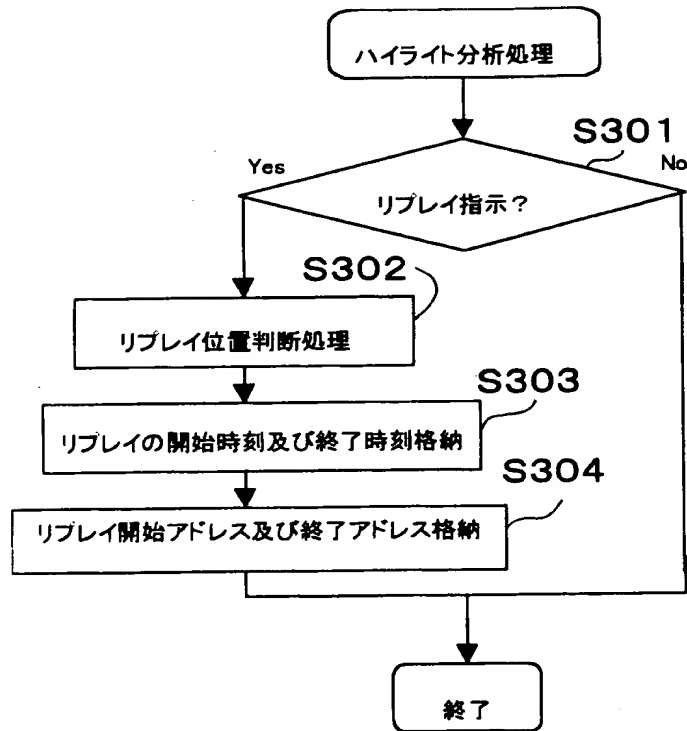 ハイライト分析処理
S301
Yes
No
リプレイ指示？
S302
リプレイ位置判断処理
S303
リプレイの開始時刻及び終了時刻格納
S304
リプレイ開始アドレス及び終了アドレス格納
終了